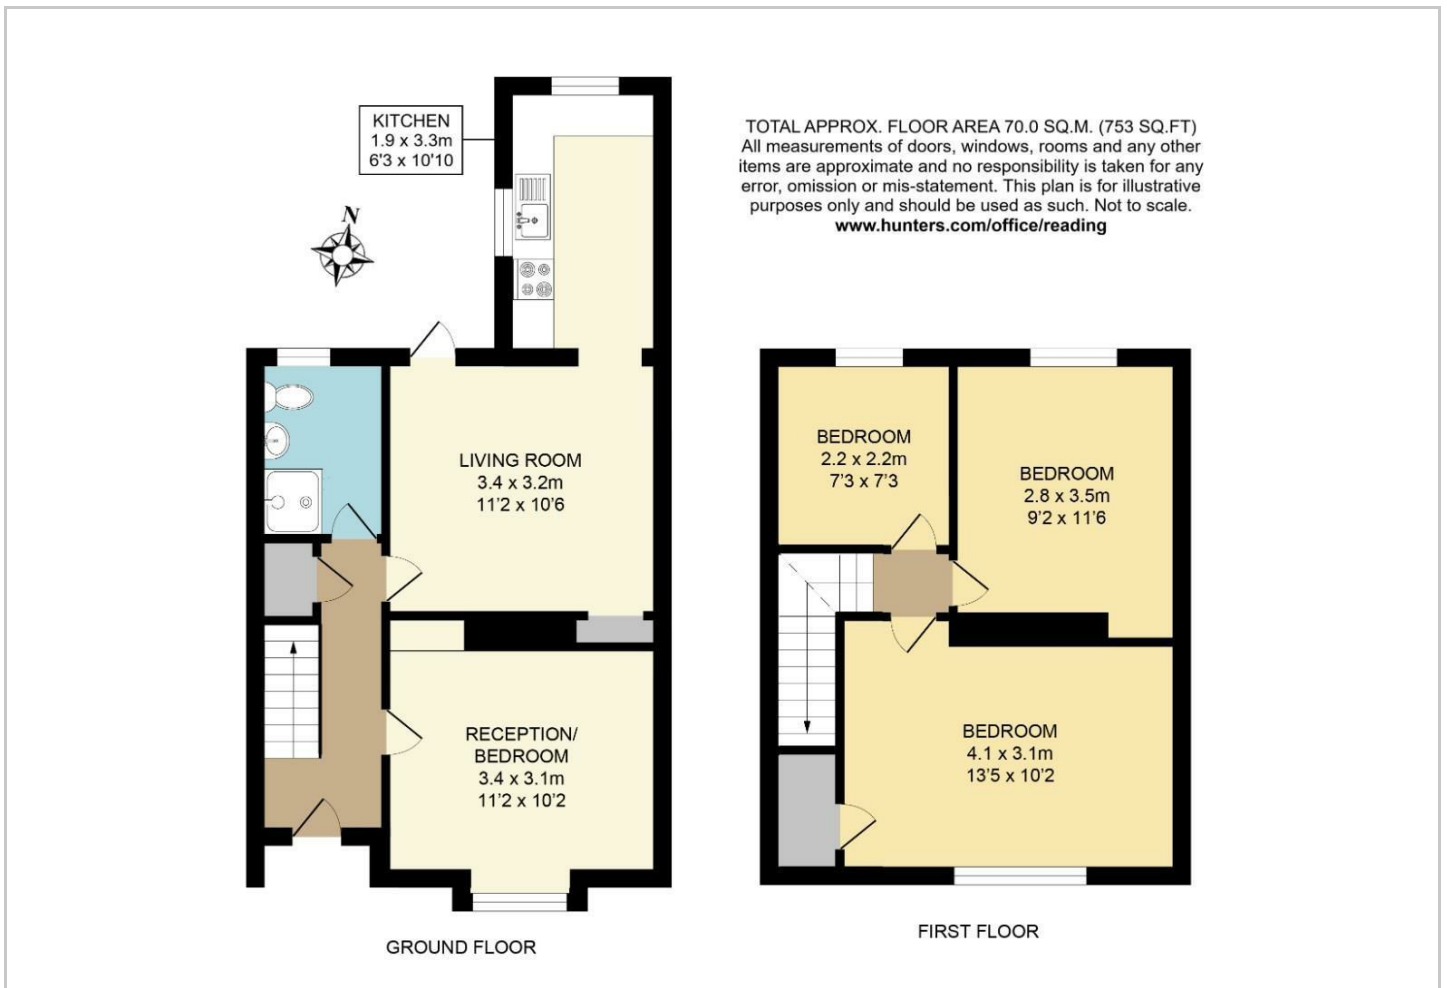 KITCHEN
1.9 x 3.3m
6'3 x 10'10
TOTAL APPROX. FLOOR AREA 70.0 SQ.M. (753 SQ.FT)
All measurements of doors, windows, rooms and any other
items are approximate and no responsibility is taken for any
error, omission or mis-statement. This plan is for illustrative
purposes only and should be used as such. Not to scale.
www.hunters.com/office/reading
N
LIVING ROOM
3.4 x 3.2m
11'2 x 10'6
RECEPTION/
BEDROOM
3.4 x 3.1m
11'2 x 10'2
GROUND FLOOR
BEDROOM
2.2 x 2.2m
7'3 x 7'3
BEDROOM
2.8 x 3.5m
9'2 x 11'6
BEDROOM
4.1 x 3.1m
13'5 x 10'2
FIRST FLOOR